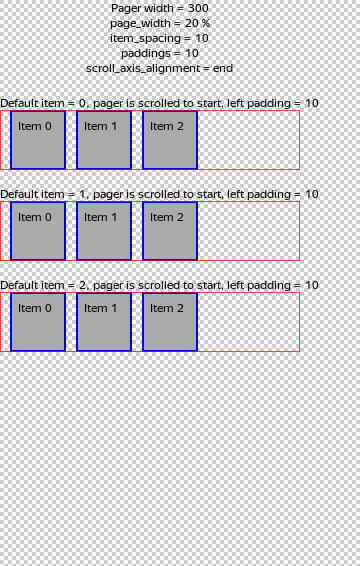 Pager width = 300
page_width = 20 %
item_spacing = 10
paddings = 10
scroll_axis_alignment = end
Default item = 0, pager is scrolled to start, left padding = 10
Item 0 Item 1 Item 2
Default item = 1, pager is scrolled to start, left padding = 10
Item 0 Item 1 Item 2
Default item = 2, pager is scrolled to start, left padding = 10
Item 0 Item 1 Item 2